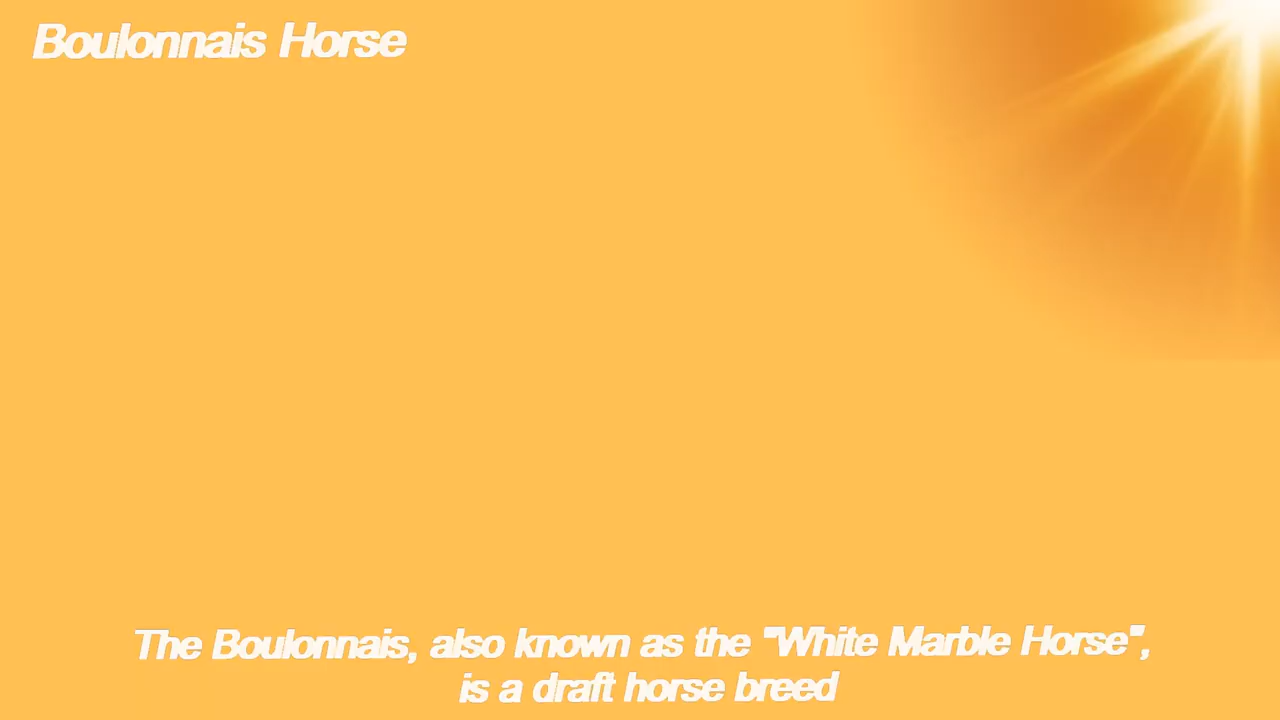 Boulonnais Horse
The Boulonnais, also known as the "White Marble Horse",
is a draft horse breed